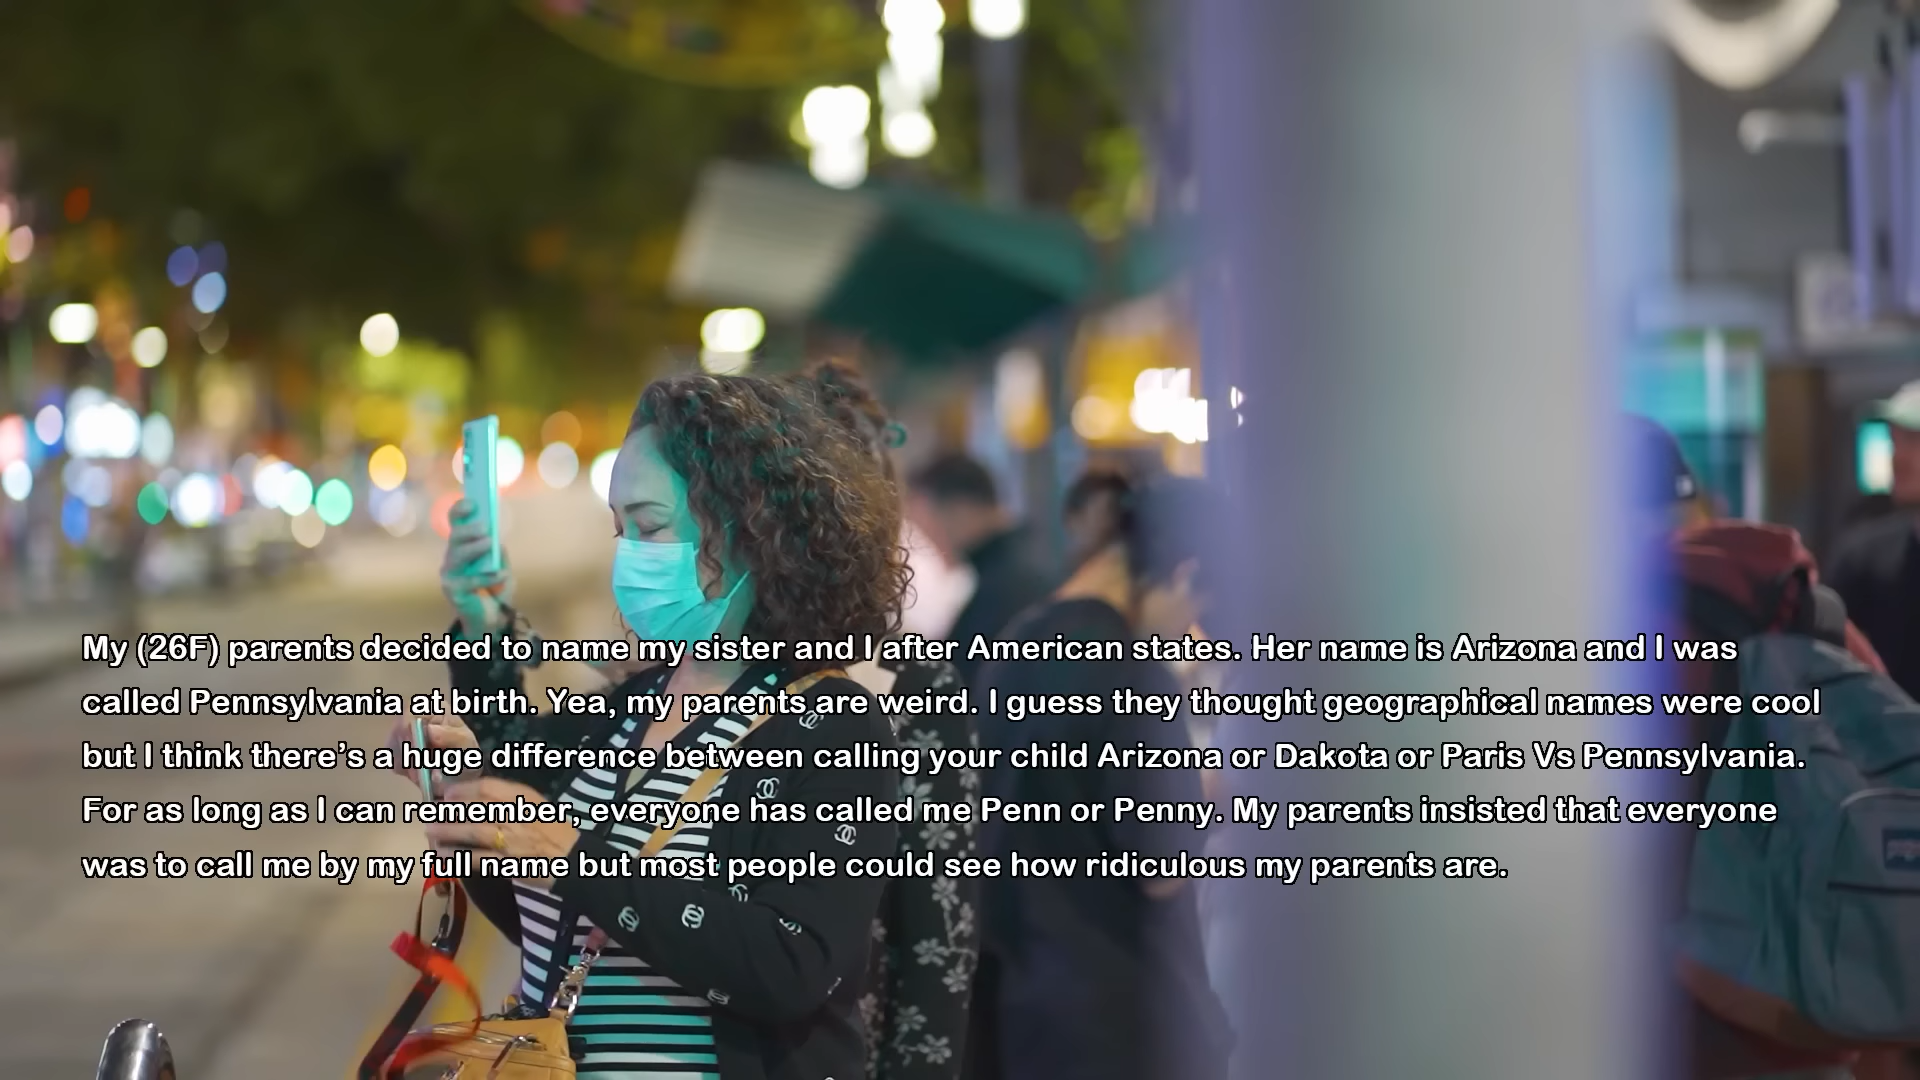 My (26F) parents decided to name my sister and I after American states. Her name is Arizona and I was
called Pennsylvania at birth. Yea, my parents are weird. I guess they thought geographical names were cool
but I think there’s a huge difference between calling your child Arizona or Dakota or Paris Vs Pennsylvania.
For as long as I can remember, everyone has called me Penn or Penny. My parents insisted that everyone
was to call me by my full name but most people could see how ridiculous my parents are.